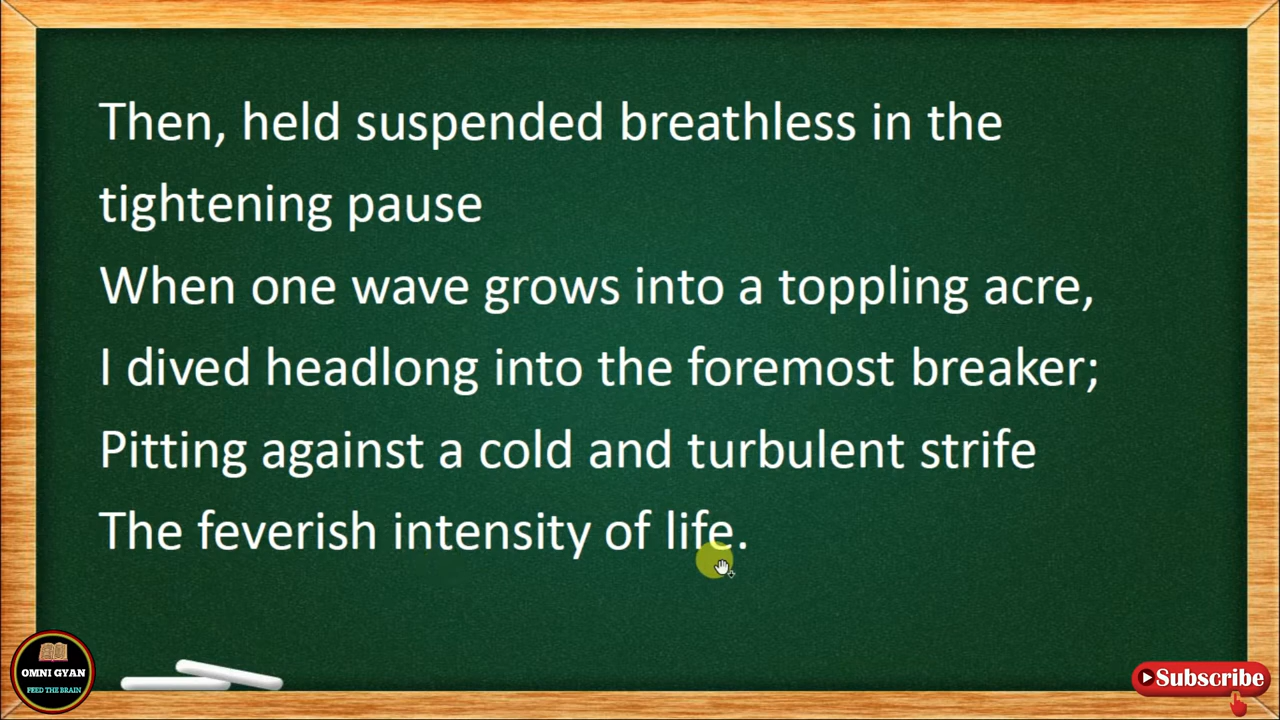 Then, held suspended breathless in the
tightening pause
When one wave grows into a toppling acre,
I dived headlong into the foremost breaker;
Pitting against a cold and turbulent strife
The feverish intensity of life.
OMNI GYAN
FEED THE BRAIN
Subscribe